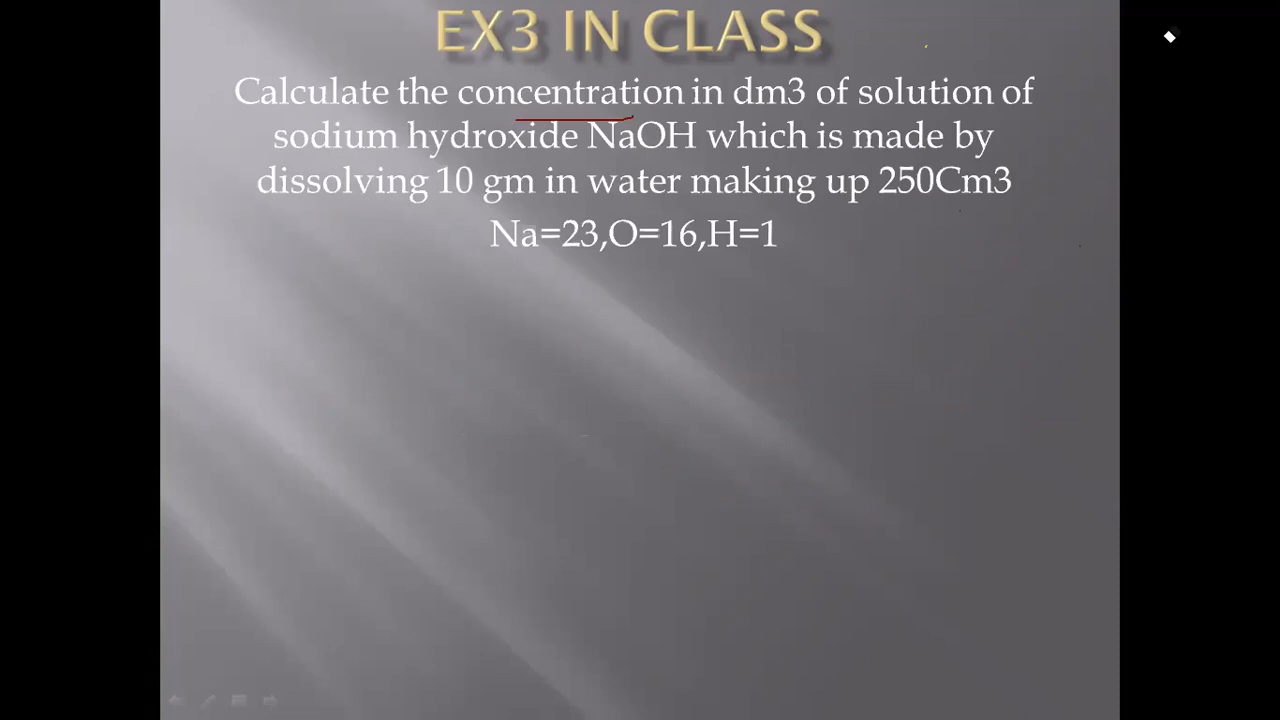 EX3 IN CLASS
Calculate the concentration in dm3 of solution of
sodium hydroxide NaOH which is made by
dissolving 10 gm in water making up 250Cm3
Na=23,O=16,H=1